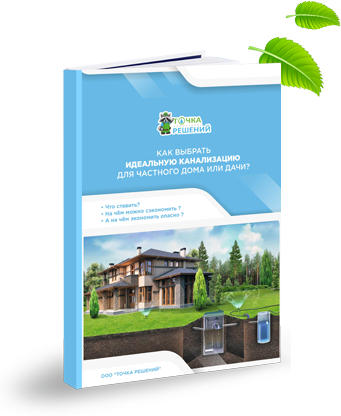 ТОЧКА
РЕШЕНИЙ
КАК ВЫБРАТЬ
ИДЕАЛЬНУЮ КАНАЛИЗАЦИЮ
ДЛЯ ЧАСТНОГО ДОМА ИЛИ ДАЧИ?
• Что ставить?
• На чём можно сэкономить ?
• А на чём экономить опасно ?
ООО "ТОЧКА РЕШЕНИЙ"